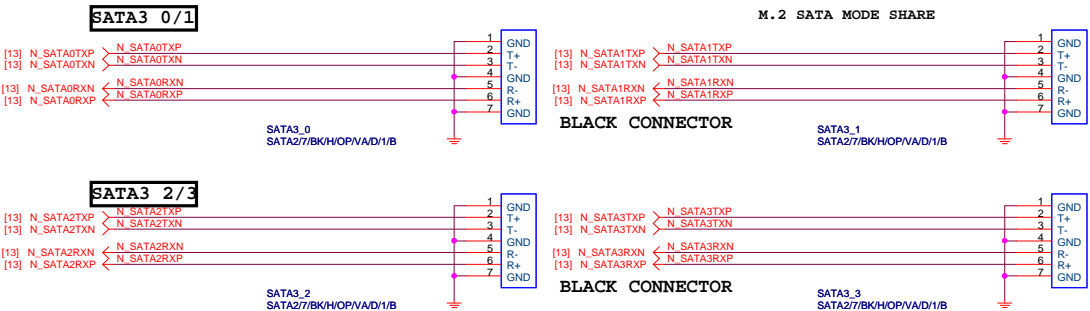 SATA3 0/1
M.2 SATA MODE SHARE
[13] N_SATA0TXP N_SATA0TXP 1 GND
[13] N_SATA0TXN N_SATA0TXN 2 T+
3 T-
4 GND
[13] N_SATA0RXN N_SATA0RXN 5 R-
[13] N_SATA0RXP N_SATA0RXP 6 R+
7 GND
SATA3_0
SATA2/7/BK/H/OP/VA/D/1/B
[13] N_SATA1TXP N_SATA1TXP 1 GND
[13] N_SATA1TXN N_SATA1TXN 2 T+
3 T-
4 GND
[13] N_SATA1RXN N_SATA1RXN 5 R-
[13] N_SATA1RXP N_SATA1RXP 6 R+
7 GND
BLACK CONNECTOR
SATA3_1
SATA2/7/BK/H/OP/VA/D/1/B
SATA3 2/3
[13] N_SATA2TXP N_SATA2TXP 1 GND
[13] N_SATA2TXN N_SATA2TXN 2 T+
3 T-
4 GND
[13] N_SATA2RXN N_SATA2RXN 5 R-
[13] N_SATA2RXP N_SATA2RXP 6 R+
7 GND
SATA3_2
SATA2/7/BK/H/OP/VA/D/1/B
[13] N_SATA3TXP N_SATA3TXP 1 GND
[13] N_SATA3TXN N_SATA3TXN 2 T+
3 T-
4 GND
[13] N_SATA3RXN N_SATA3RXN 5 R-
[13] N_SATA3RXP N_SATA3RXP 6 R+
7 GND
BLACK CONNECTOR
SATA3_3
SATA2/7/BK/H/OP/VA/D/1/B